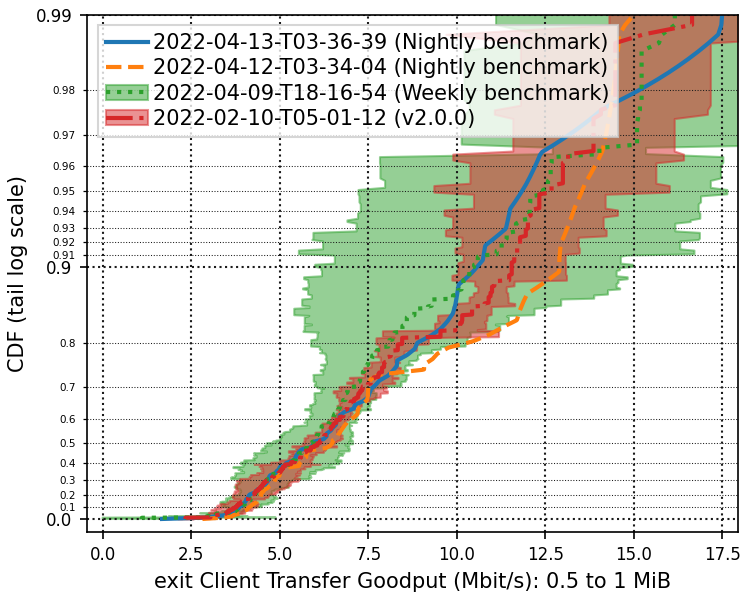 0.99
2022-04-13-T03-36-39 (Nightly benchmark)
2022-04-12-T03-34-04 (Nightly benchmark)
2022-04-09-T18-16-54 (Weekly benchmark)
2022-02-10-T05-01-12 (v2.0.0)
0.98
0.97
0.96
0.95
0.94
0.93
0.92
0.91
0.9
0.8
0.7
0.6
0.5
0.4
0.3
0.2
0.1
0.0
CDF (tail log scale)
0.0 2.5 5.0 7.5 10.0 12.5 15.0 17.5
exit Client Transfer Goodput (Mbit/s): 0.5 to 1 MiB